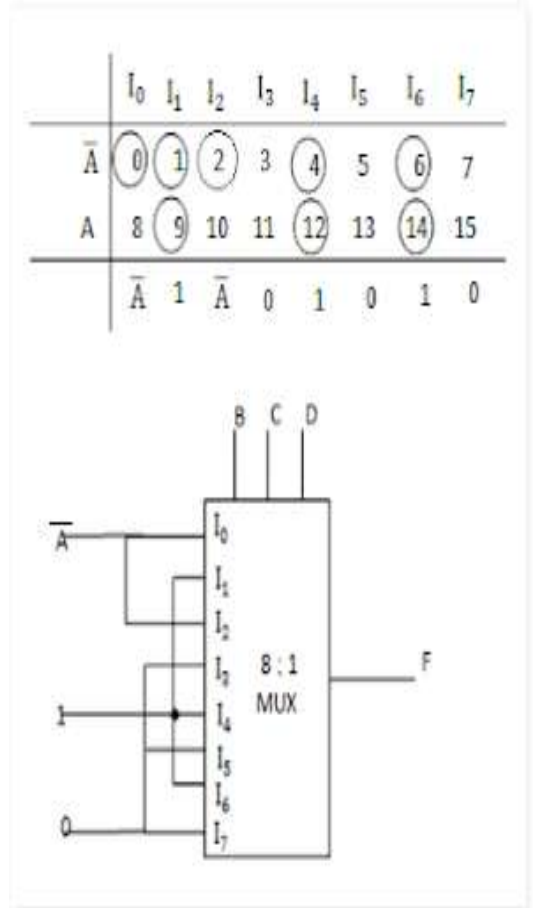 I₀ I₁ I₂ I₃ I₄ I₅ I₆ I₇
A̅ 0 1 2 3 4 5 6 7
A 8 9 10 11 12 13 14 15
A̅ 1 A̅ 0 1 0 1 0
B C D
A̅
I₀
I₁
I₂
I₃
8 : 1
F
MUX
1
I₄
I₅
I₆
0
I₇